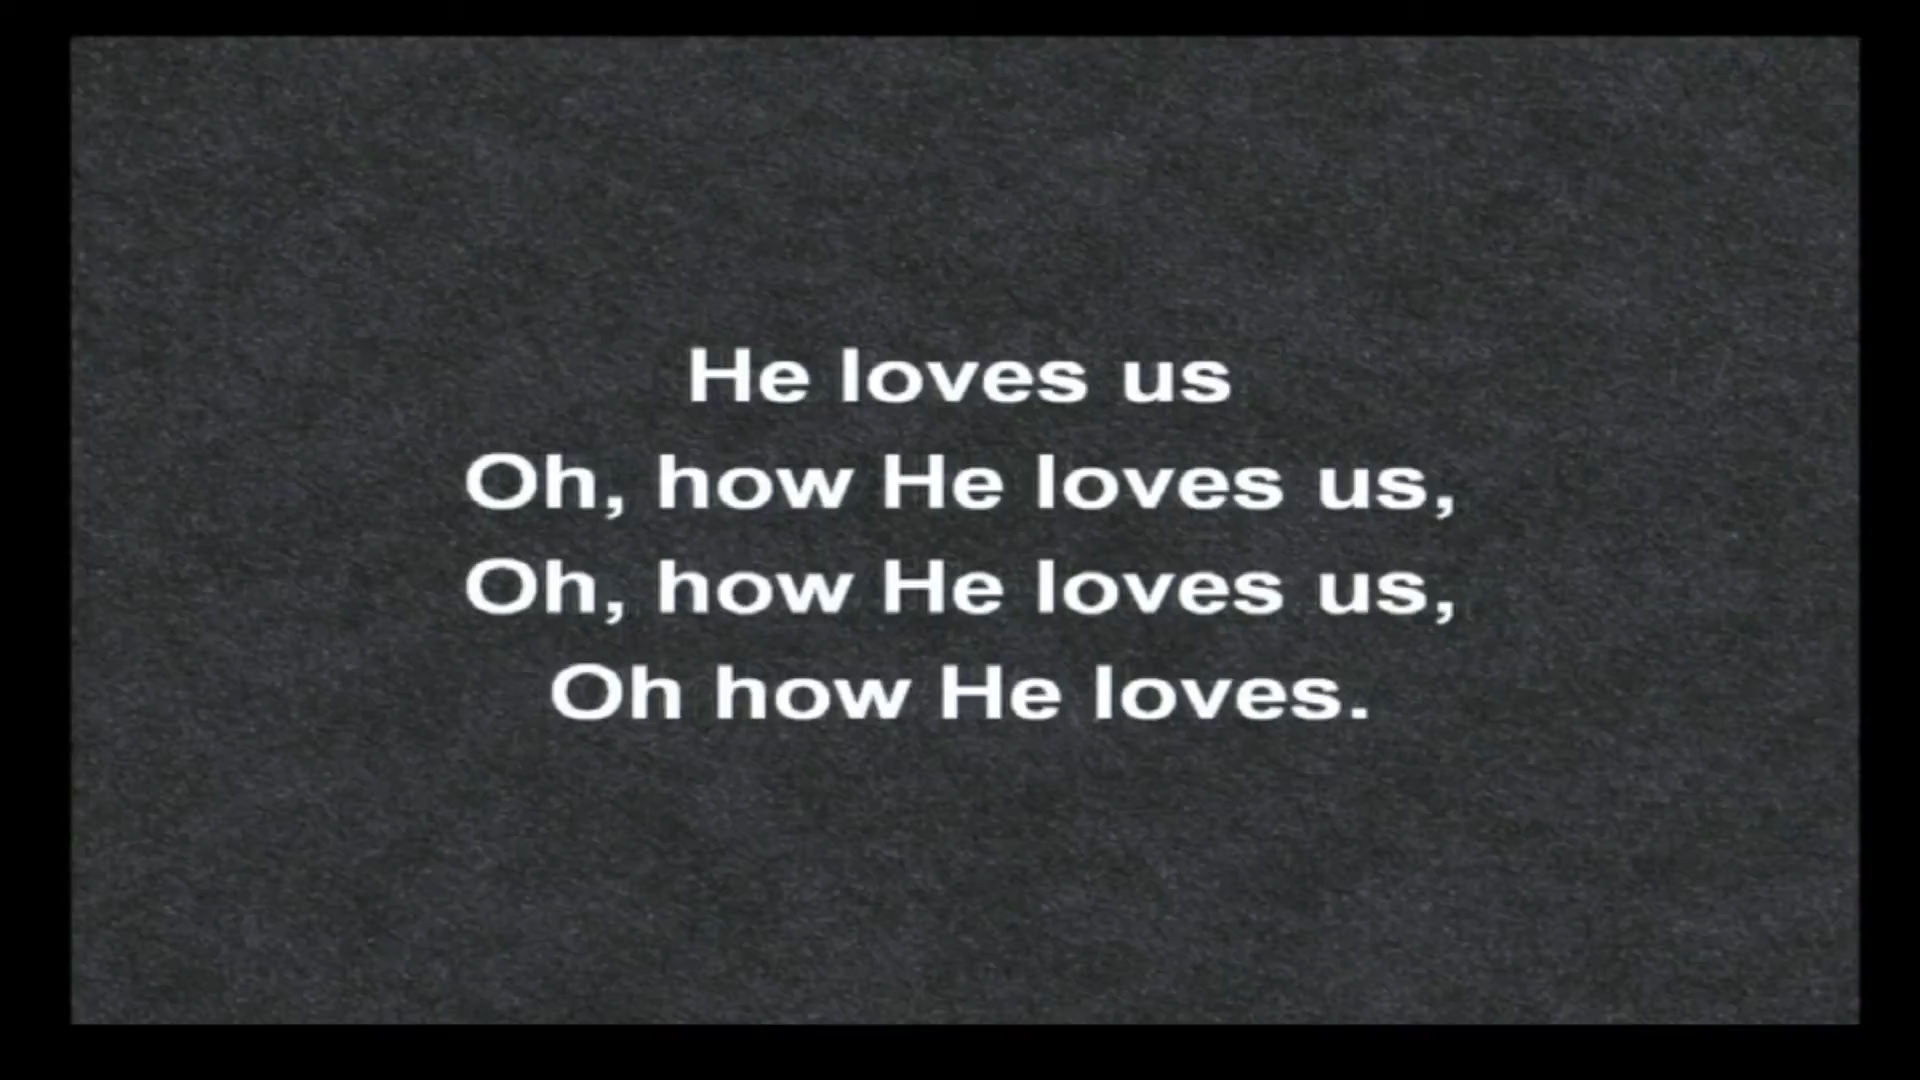 He loves us
Oh, how He loves us,
Oh, how He loves us,
Oh how He loves.